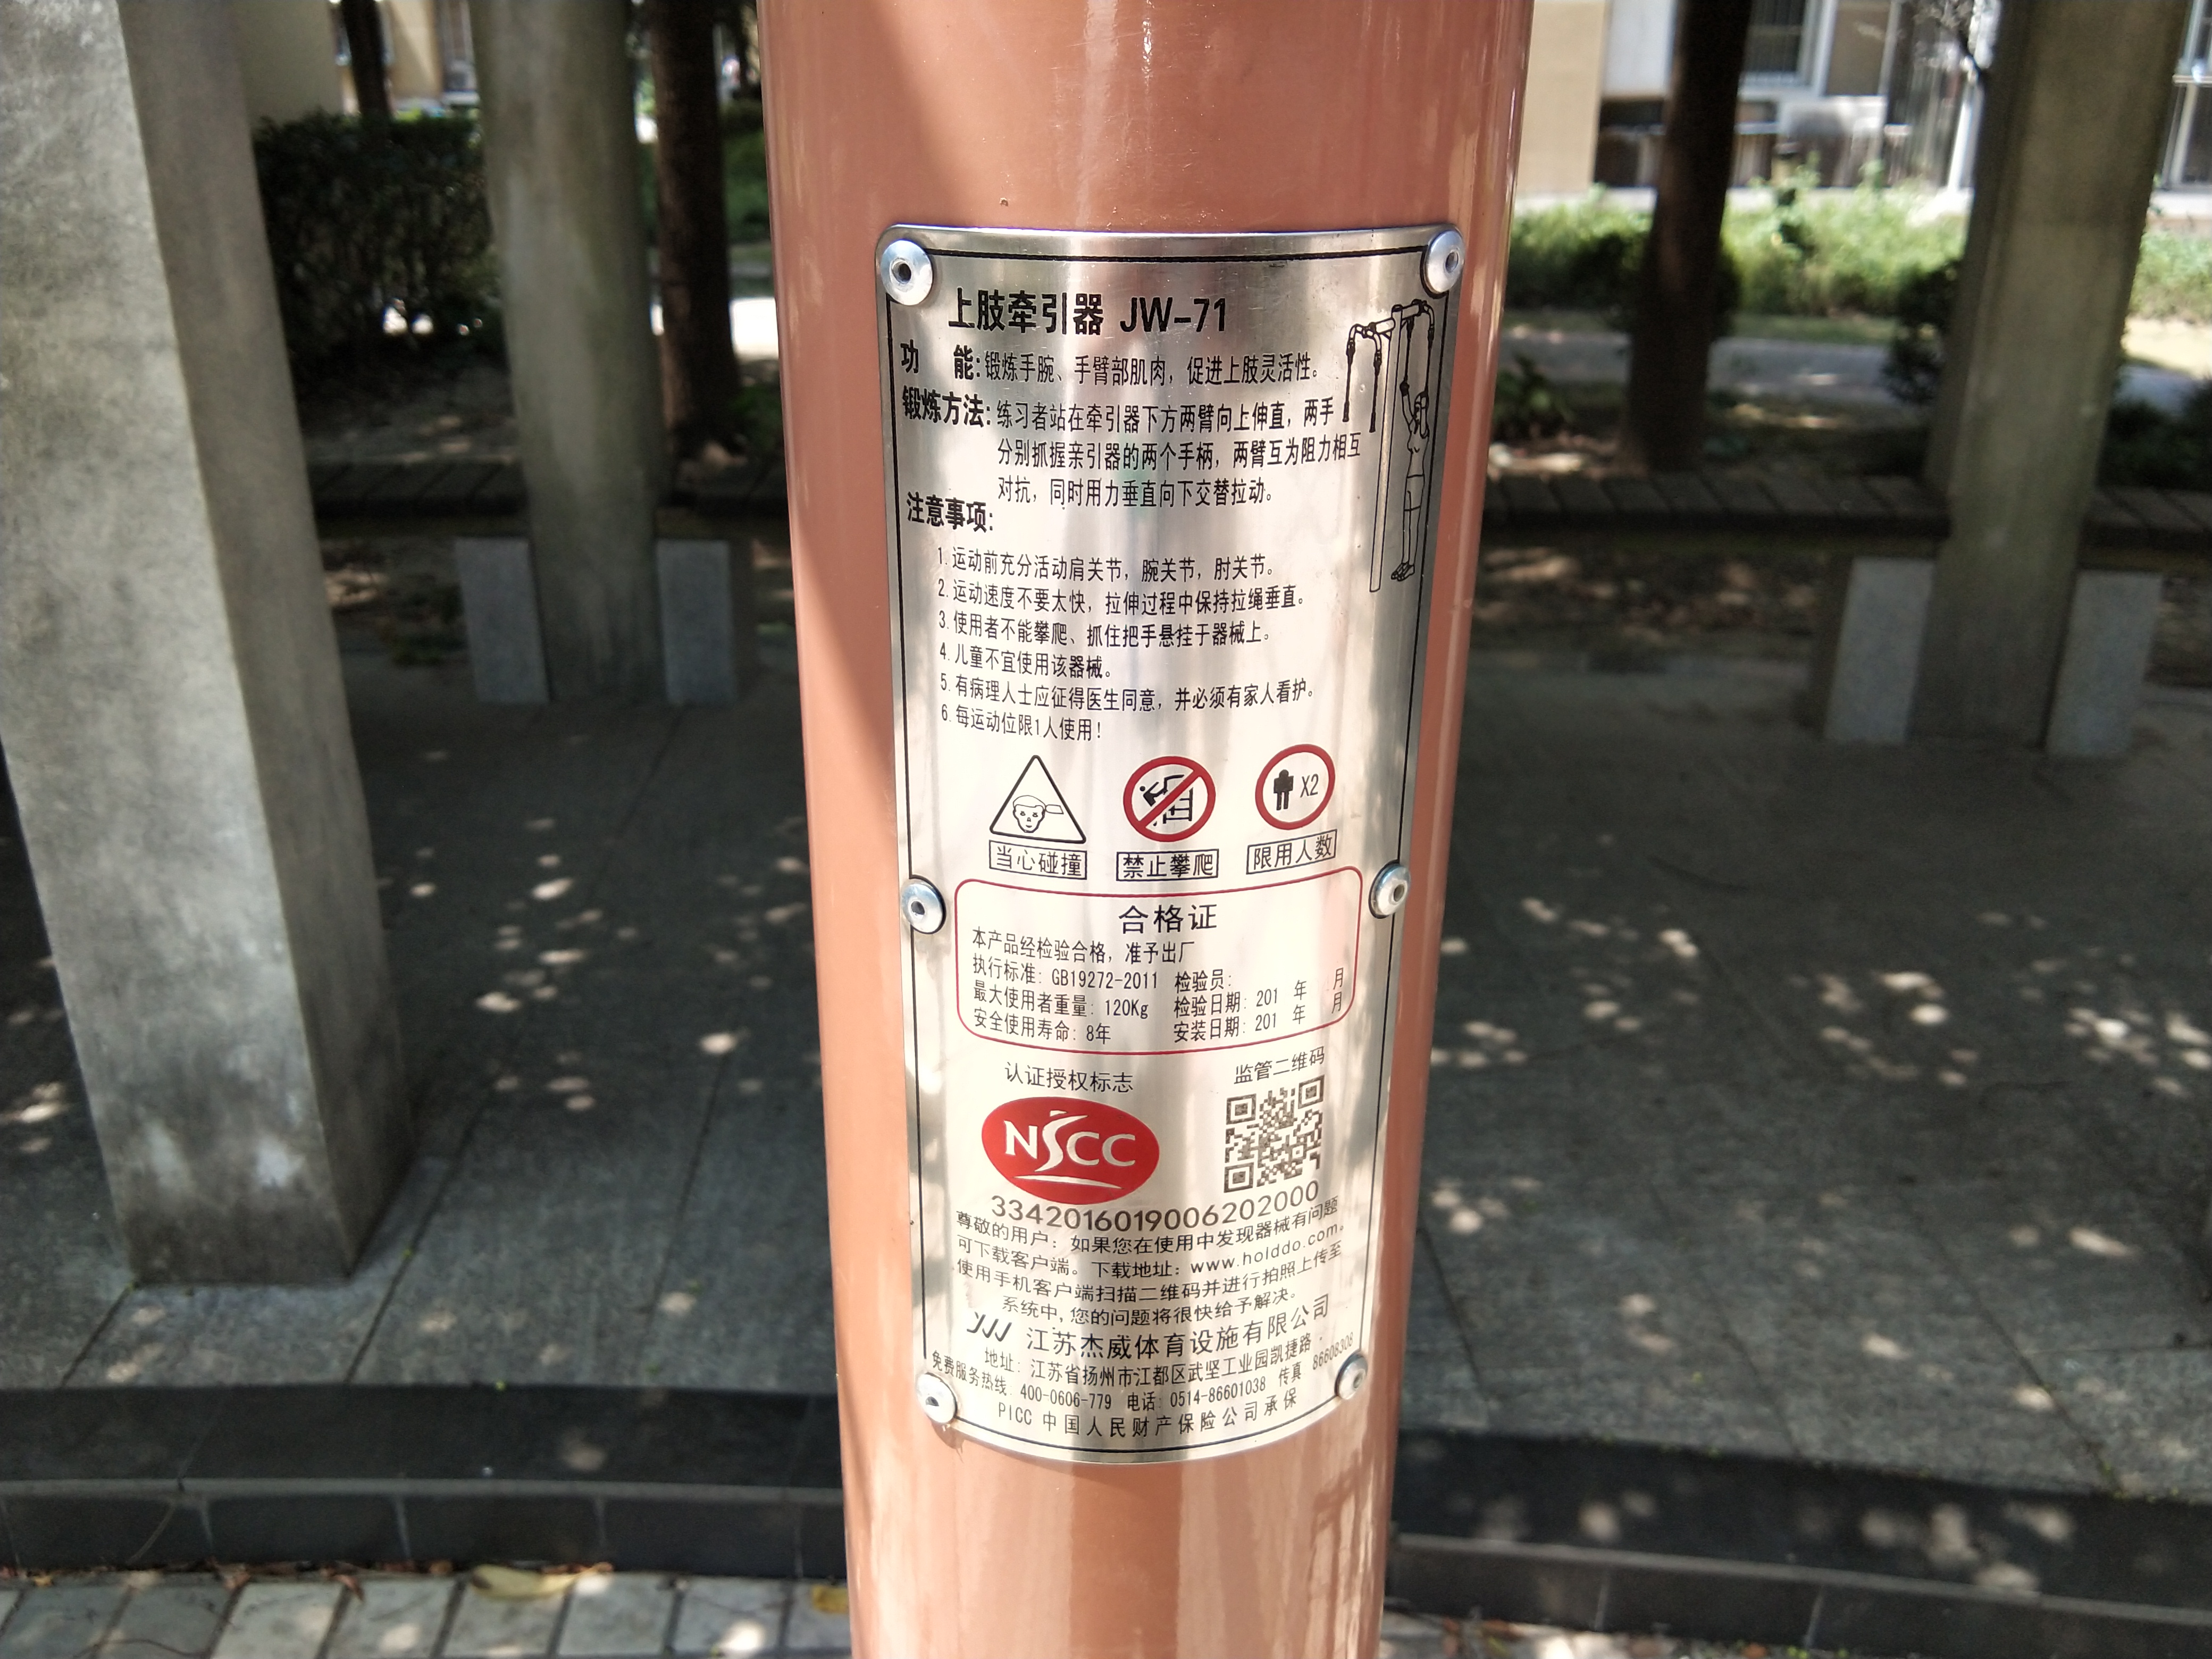 上肢牵引器 JW-71
功 能:锻炼手腕、手臂部肌肉，促进上肢灵活性。
锻炼方法:练习者站在牵引器下方两臂向上伸直，两手
分别抓握亲引器的两个手柄，两臂互为阻力相互
对抗，同时用力垂直向下交替拉动。
注意事项:
1.运动前充分活动肩关节，腕关节，肘关节。
2.运动速度不要太快，拉伸过程中保持拉绳垂直。
3.使用者不能攀爬、抓住把手悬挂于器械上。
4.儿童不宜使用该器械。
5.有病理人士应征得医生同意，并必须有家人看护。
6.每运动位限1人使用!
X2
当心碰撞 禁止攀爬 限用人数
合格证
本产品经检验合格，准予出厂
执行标准: GB19272-2011 检验员:
最大使用者重量: 120Kg 检验日期: 201 年 月
安全使用寿命: 8年 安装日期: 201 年 月
认证授权标志 监管二维码
NSCC
3342016019006202000
尊敬的用户: 如果您在使用中发现器械有问题
可下载客户端。下载地址: www.holddo.com。
使用手机客户端扫描二维码并进行拍照上传至
系统中,您的问题将很快给予解决。
江苏杰威体育设施有限公司
地址: 江苏省扬州市江都区武坚工业园凯捷路
免费服务热线: 400-0606-779 电话: 0514-86601038 传真 86608308
PICC 中国人民财产保险公司承保